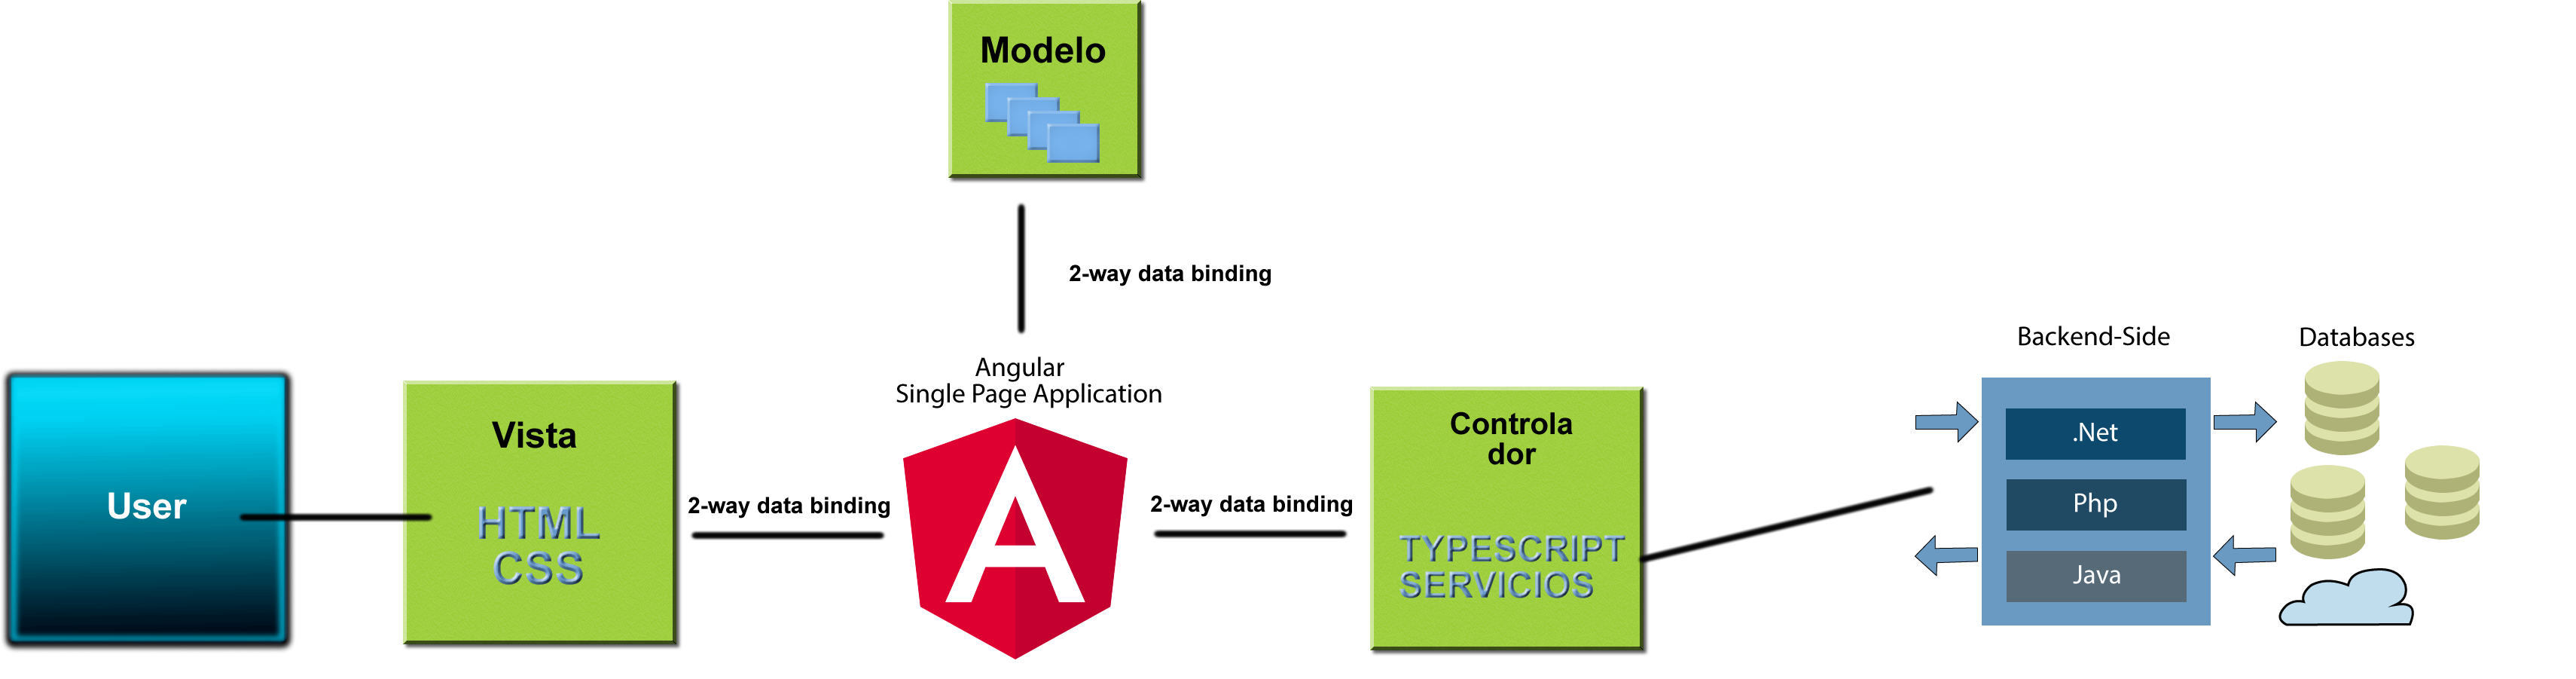 Modelo
2-way data binding
Angular
Single Page Application
User
Vista
HTML
CSS
2-way data binding
2-way data binding
Controla
dor
TYPESCRIPT
SERVICIOS
Backend-Side
.Net
Php
Java
Databases